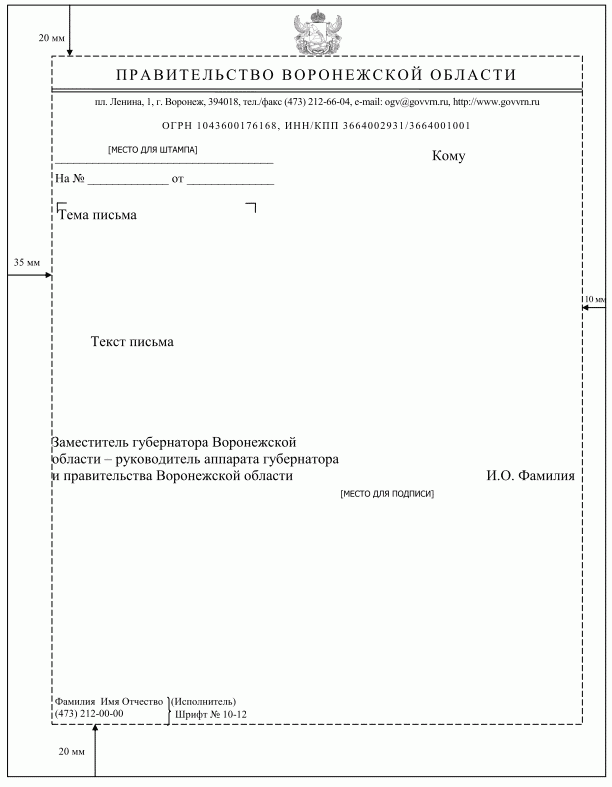 20 мм
ПРАВИТЕЛЬСТВО ВОРОНЕЖСКОЙ ОБЛАСТИ
пл. Ленина, 1, г. Воронеж, 394018, тел./факс (473) 212-66-04, e-mail: ogv@govvrn.ru, http://www.govvrn.ru
ОГРН 1043600176168, ИНН/КПП 3664002931/3664001001
[МЕСТО ДЛЯ ШТАМПА]
Кому
На № _____________ от ______________
Тема письма
35 мм
10 мм
Текст письма
Заместитель губернатора Воронежской
области – руководитель аппарата губернатора
и правительства Воронежской области И.О. Фамилия
[МЕСТО ДЛЯ ПОДПИСИ]
Фамилия Имя Отчество (Исполнитель)
(473) 212-00-00 Шрифт № 10-12
20 мм